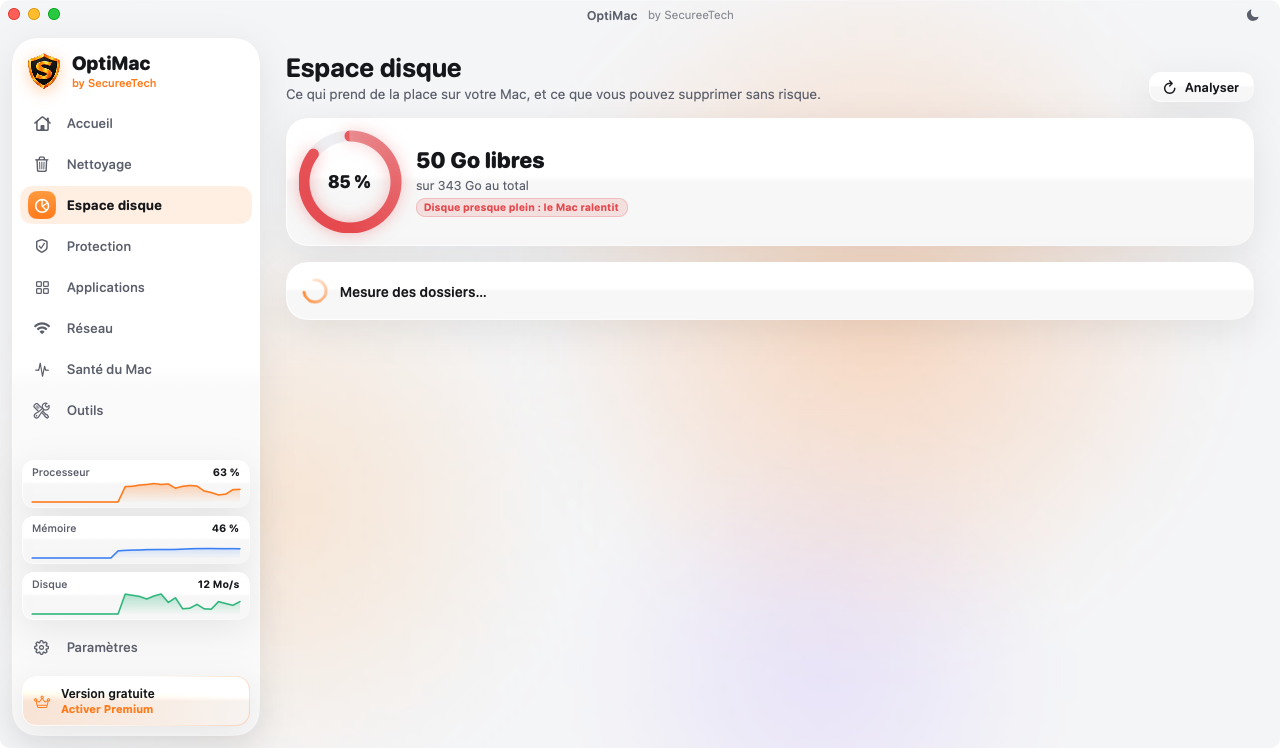 OptiMac by SecureeTech
OptiMac
by SecureeTech
Accueil
Nettoyage
Espace disque
Protection
Applications
Réseau
Santé du Mac
Outils
Processeur 63 %
Mémoire 46 %
Disque 12 Mo/s
Paramètres
Version gratuite
Activer Premium
Espace disque
Ce qui prend de la place sur votre Mac, et ce que vous pouvez supprimer sans risque.
Analyser
85 %
50 Go libres
sur 343 Go au total
Disque presque plein : le Mac ralentit
Mesure des dossiers...